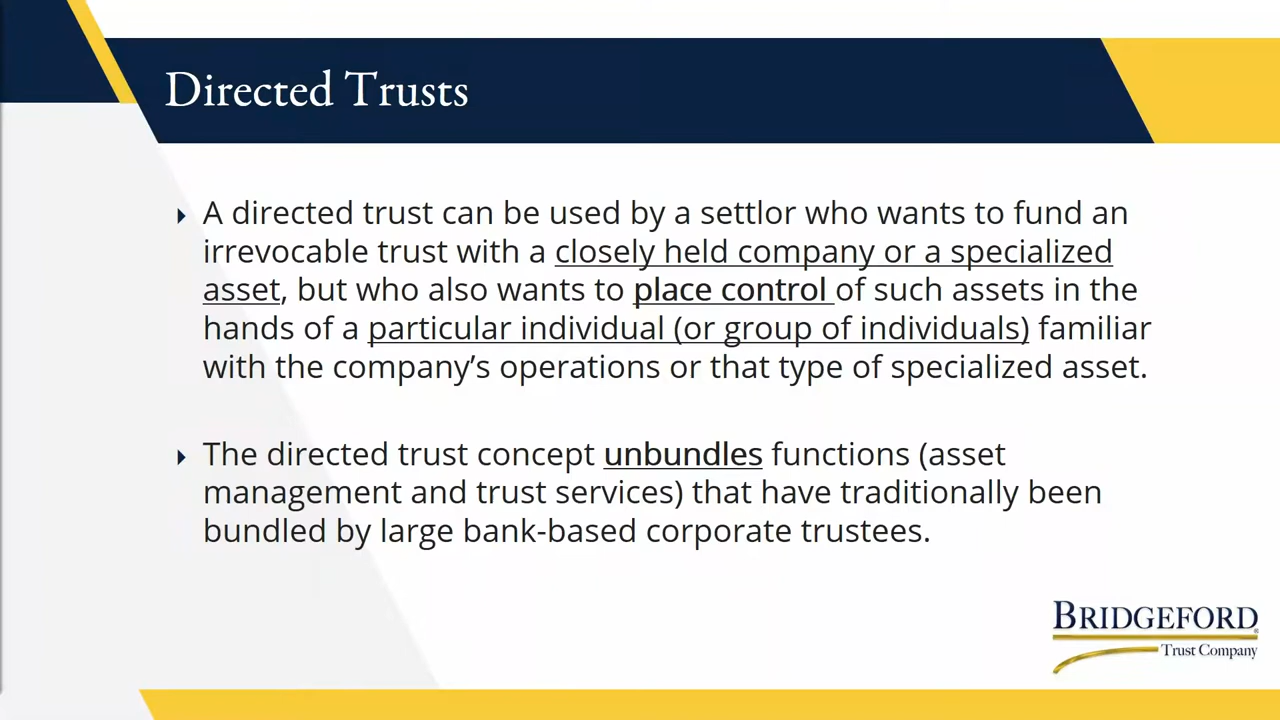 Directed Trusts
A directed trust can be used by a settlor who wants to fund an
irrevocable trust with a closely held company or a specialized
asset, but who also wants to place control of such assets in the
hands of a particular individual (or group of individuals) familiar
with the company’s operations or that type of specialized asset.
The directed trust concept unbundles functions (asset
management and trust services) that have traditionally been
bundled by large bank-based corporate trustees.
BRIDGEFORD®
Trust Company